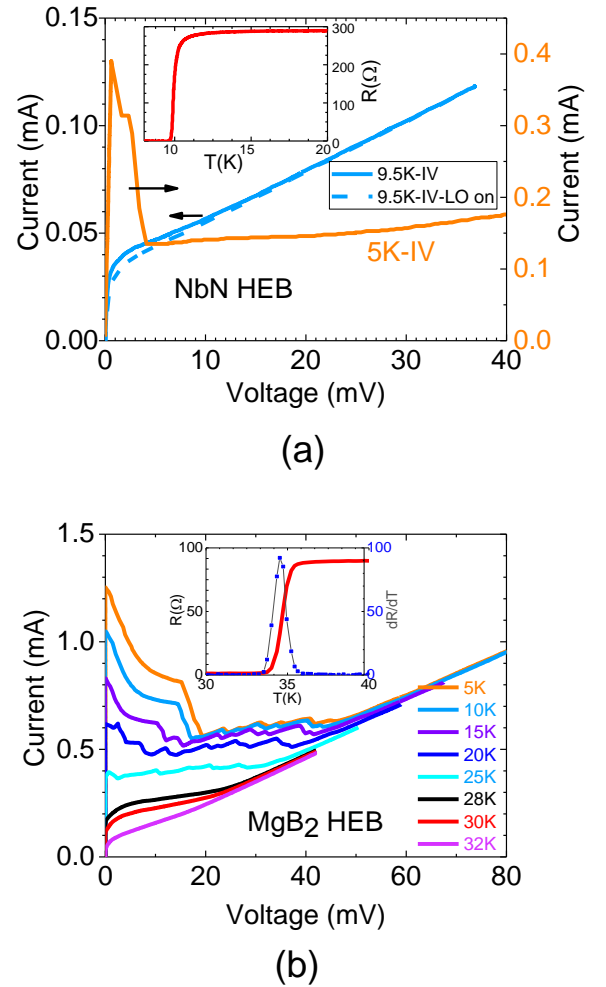 0.15
0.10
0.05
0.00
Current (mA)
0.4
0.3
0.2
0.1
0.0
Current (mA)
300
200
100
0
R(Ω)
10
15
20
T(K)
9.5K-IV
9.5K-IV-LO on
5K-IV
NbN HEB
0
10
20
30
40
Voltage (mV)
(a)
1.5
1.0
0.5
0.0
Current (mA)
100
50
0
R(Ω)
100
50
0
dR/dT
30
35
40
T(K)
5K
10K
15K
20K
25K
28K
30K
32K
MgB2 HEB
0
20
40
60
80
Voltage (mV)
(b)